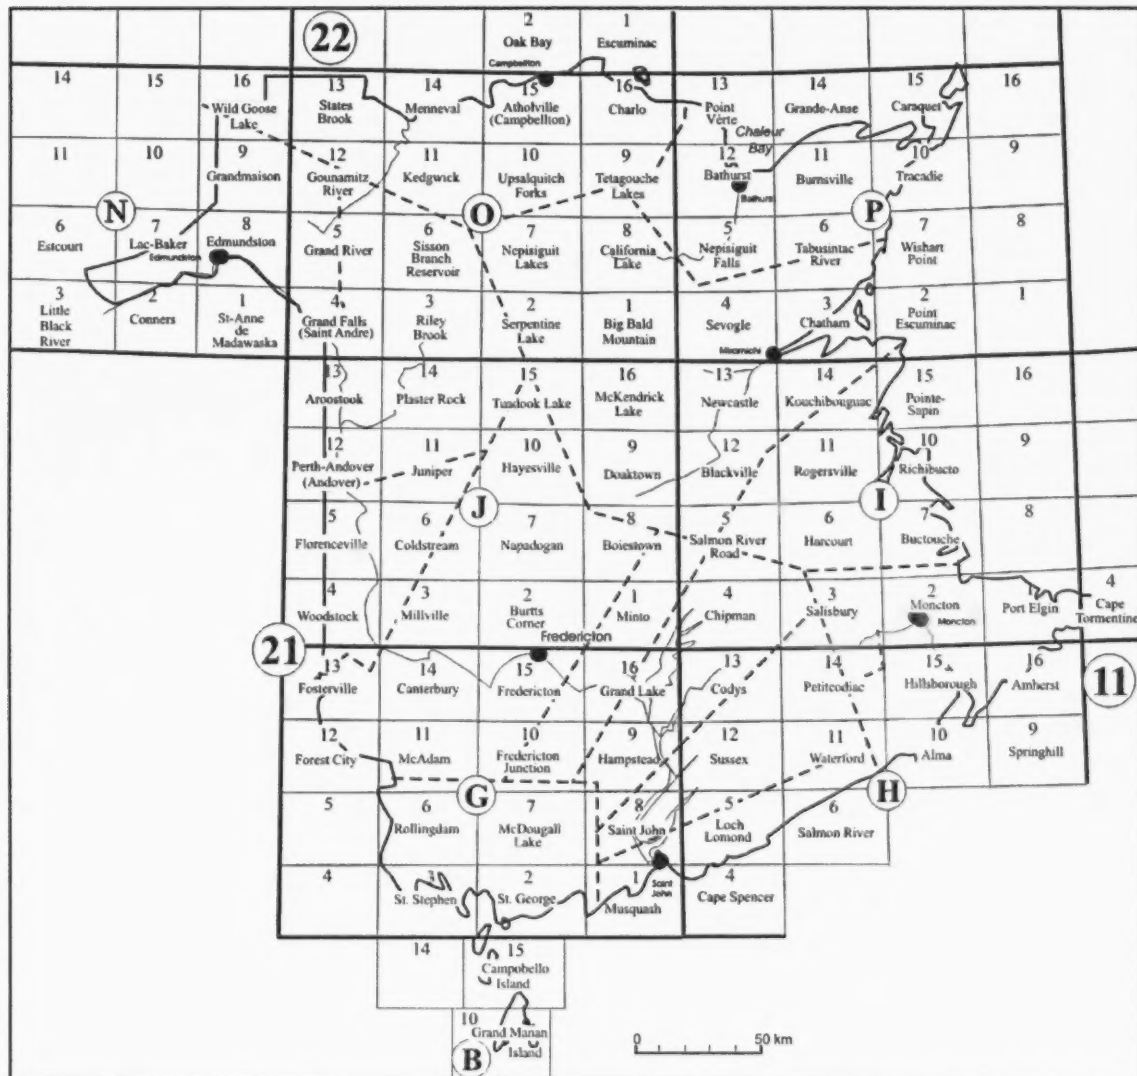 22
2 1
Oak Bay Escuminac
Campbellton
14 15 16 13 14 15 16 13 14 15 16
Wild Goose
Lake
States
Brook
Menneval
Atholville
(Campbellton)
Charlo
Point
Vèrte
Grande-Anse
Caraquet
Chaleur
Bay
11 10 9 12 11 10 9 12 11 10 9
Grandmaison
Gounamitz
River
Kedgwick
Upsalquitch
Forks
Tetagouche
Lakes
Bathurst
Bathurst
Burnsville
Tracadie
N O P
6 7 8 5 6 7 8 5 6 7 8
Estcourt
Lac-Baker
Edmundston
Edmundston
Grand River
Sisson
Branch
Reservoir
Nepisiguit
Lakes
California
Lake
Nepisiguit
Falls
Tabusintac
River
Wishart
Point
3 2 1 4 3 2 1 4 3 2 1
Little
Black
River
Conners
St-Anne
de
Madawaska
Grand Falls
(Saint Andre)
Riley
Brook
Serpentine
Lake
Big Bald
Mountain
Sevogle
Chatham
Point
Escuminac
Miramichi
13 14 15 16 13 14 15 16
Aroostook
Plaster Rock
Tuadook Lake
McKendrick
Lake
Newcastle
Kouchibouguac
Pointe-
Sapin
12 11 10 9 12 11 10 9
Perth-Andover
(Andover)
Juniper
Hayesville
Doaktown
Blackville
Rogersville
Richibucto
J I
5 6 7 8 5 6 7 8
Florenceville
Coldstream
Napadogan
Boiestown
Salmon River
Road
Harcourt
Buctouche
4 3 2 1 4 3 2 4
Woodstock
Millville
Burtts
Corner
Minto
Chipman
Salisbury
Moncton
Moncton
Port Elgin
Cape
Tormentine
Fredericton
21 11
13 14 15 16 13 14 15 16
Fosterville
Canterbury
Fredericton
Grand Lake
Codys
Petitcodiac
Hillsborough
Amherst
12 11 10 9 12 11 10 9
Forest City
McAdam
Fredericton
Junction
Hampstead
Sussex
Waterford
Alma
Springhill
G H
5 6 7 8 5 6
Rollingdam
McDougall
Lake
Saint John
Loch
Lomond
Salmon River
4 3 2 1 4
St. Stephen
St. George
Musquash
Saint
John
Cape Spencer
14 15
Campobello
Island
10
Grand Manan
Island
B
0 50 km